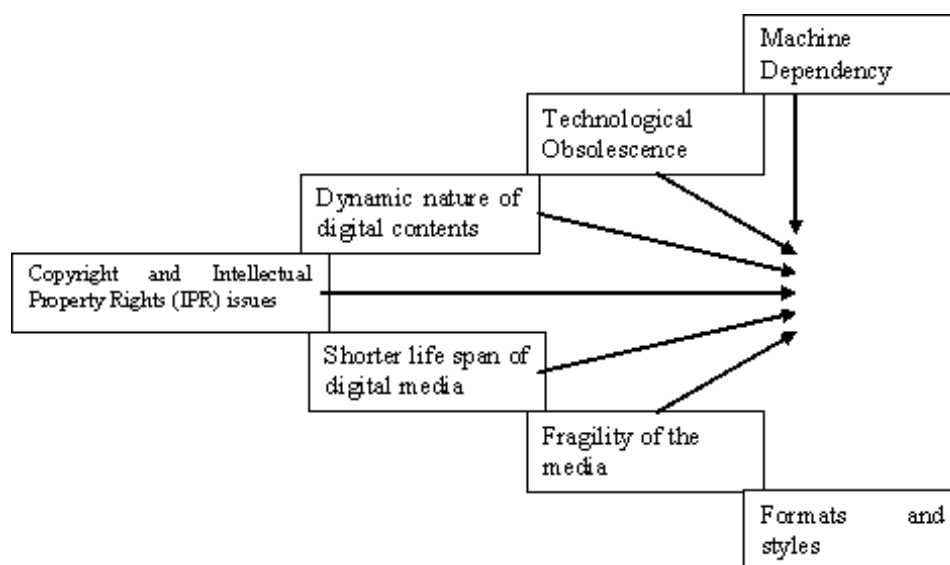 Machine
Dependency
Technological
Obsolescence
Dynamic nature of
digital contents
Copyright and Intellectual
Property Rights (IPR) issues
Shorter life span of
digital media
Fragility of the
media
Formats and
styles